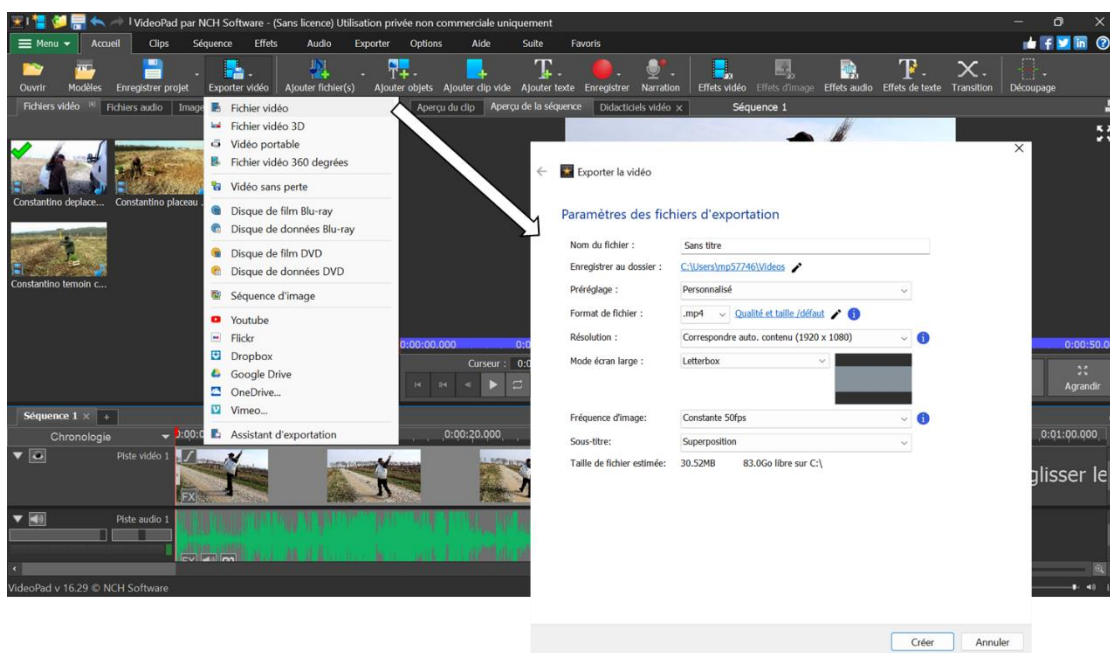 VideoPad par NCH Software - (Sans licence) Utilisation privée non commerciale uniquement
Menu Accueil Clips Séquence Effets Audio Exporter Options Aide Suite Favoris
Ouvrir Modèles Enregistrer projet Exporter vidéo Ajouter fichier(s) Ajouter objets Ajouter clip vide Ajouter texte Enregistrer Narration Effets vidéo Effets d'image Effets audio Effets de texte Transition Découpage
Fichiers vidéo Fichiers audio Image
Aperçu du clip Aperçu de la séquence Didacticiels vidéo Séquence 1
Constantino deplace... Constantino placeau
Constantino temoin c...
Fichier vidéo
Fichier vidéo 3D
Vidéo portable
Fichier vidéo 360 degrées
Vidéo sans perte
Disque de film Blu-ray
Disque de données Blu-ray
Disque de film DVD
Disque de données DVD
Séquence d'image
Youtube
Flickr
Dropbox
Google Drive
OneDrive...
Vimeo...
Assistant d'exportation
0:00:00.000
Curseur :
0:00:50.0
Agrandir
Exporter la vidéo
Paramètres des fichiers d'exportation
Nom du fichier : Sans titre
Enregistrer au dossier : C:\Users\mp57746\Videos
Préréglage : Personnalisé
Format de fichier : .mp4 Qualité et taille /défaut
Résolution : Correspondre auto. contenu (1920 x 1080)
Mode écran large : Letterbox
Fréquence d'image: Constante 50fps
Sous-titre: Superposition
Taille de fichier estimée: 30.52MB 83.0Go libre sur C:\
Créer Annuler
Séquence 1
Chronologie 0:00:20.000 0:01:00.000
Piste vidéo 1
FX
glisser le
Piste audio 1
FX
VideoPad v 16.29 © NCH Software